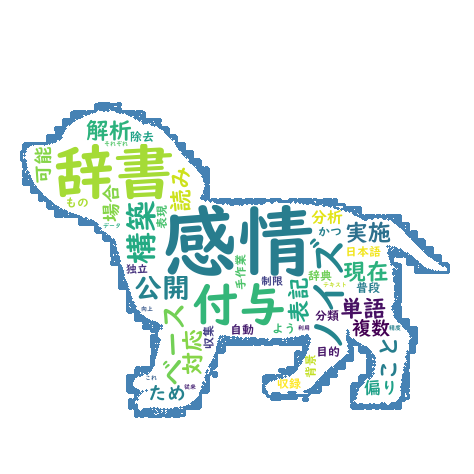 解析
除去
それぞれ
可能
辞書
読み
もの
場合
表現
データ
構築
感情
分析
かつ
実施
日本語
独立
公開
手作業
制限
辞典
現在
テキスト
普段
付与
表記
ノイズ
単語
向上
ベース
対応
収集
自動
よう
利用
分類
複数
精度
目的
背景
ところ
これ
ため
従来
収録
偏り